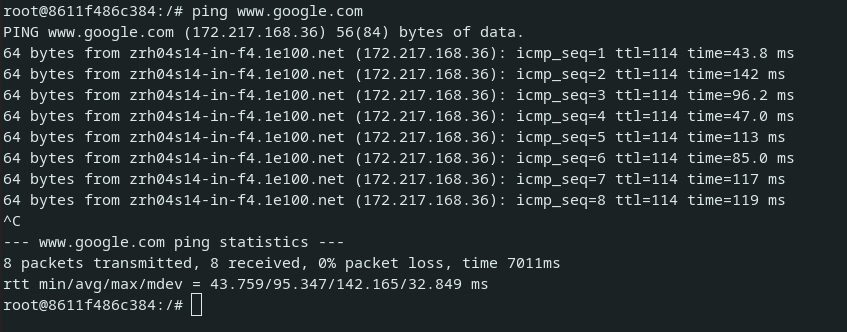 root@8611f486c384:/# ping www.google.com
PING www.google.com (172.217.168.36) 56(84) bytes of data.
64 bytes from zrh04s14-in-f4.1e100.net (172.217.168.36): icmp_seq=1 ttl=114 time=43.8 ms
64 bytes from zrh04s14-in-f4.1e100.net (172.217.168.36): icmp_seq=2 ttl=114 time=142 ms
64 bytes from zrh04s14-in-f4.1e100.net (172.217.168.36): icmp_seq=3 ttl=114 time=96.2 ms
64 bytes from zrh04s14-in-f4.1e100.net (172.217.168.36): icmp_seq=4 ttl=114 time=47.0 ms
64 bytes from zrh04s14-in-f4.1e100.net (172.217.168.36): icmp_seq=5 ttl=114 time=113 ms
64 bytes from zrh04s14-in-f4.1e100.net (172.217.168.36): icmp_seq=6 ttl=114 time=85.0 ms
64 bytes from zrh04s14-in-f4.1e100.net (172.217.168.36): icmp_seq=7 ttl=114 time=117 ms
64 bytes from zrh04s14-in-f4.1e100.net (172.217.168.36): icmp_seq=8 ttl=114 time=119 ms
^C
--- www.google.com ping statistics ---
8 packets transmitted, 8 received, 0% packet loss, time 7011ms
rtt min/avg/max/mdev = 43.759/95.347/142.165/32.849 ms
root@8611f486c384:/#